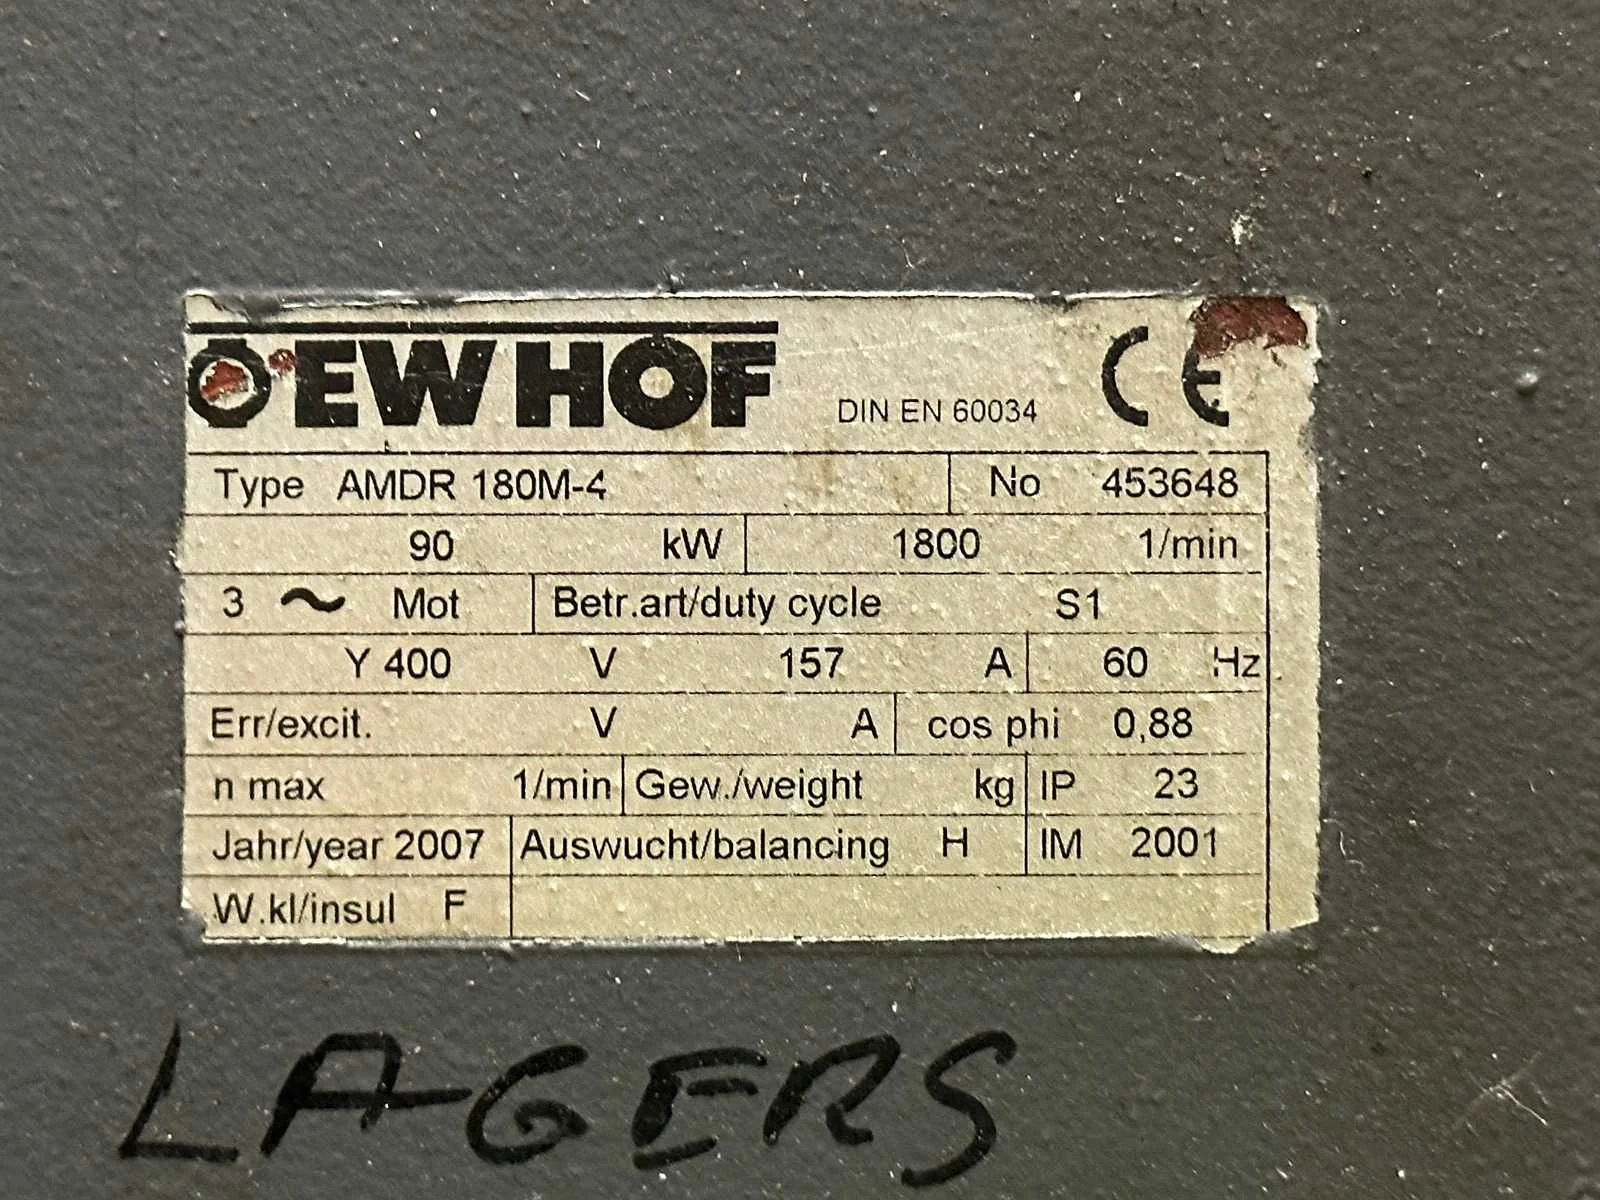 OEWHOF DIN EN 60034 CE
Type AMDR 180M-4 No 453648
90 kW 1800 1/min
3 ~ Mot Betr.art/duty cycle S1
Y 400 V 157 A 60 Hz
Err/excit. V A cos phi 0,88
n max 1/min Gew./weight kg IP 23
Jahr/year 2007 Auswucht/balancing H IM 2001
W.kl/insul F
LAGERS